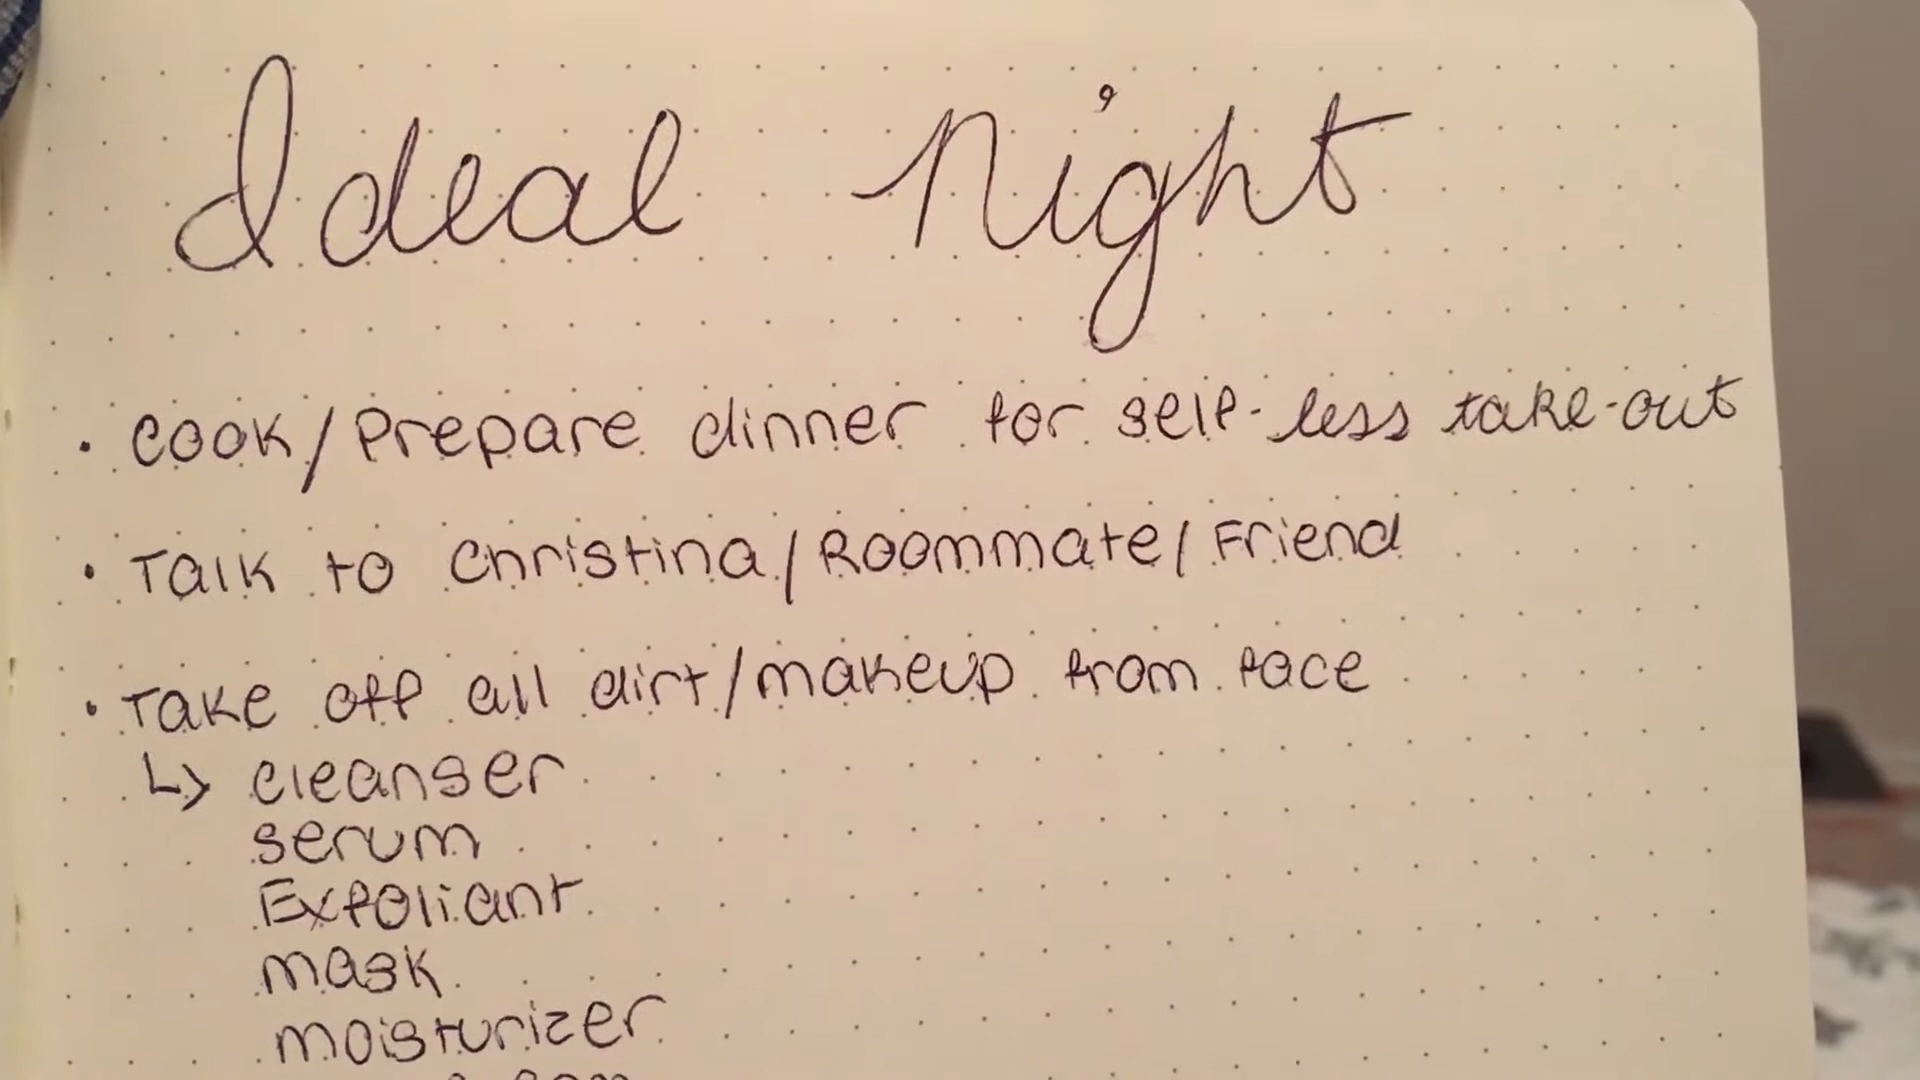 Ideal Night
• Cook/Prepare dinner for self-less take-out
• Talk to Christina/Roommate/Friend
• Take off all dirt/makeup from face
↳ cleanser
serum
Exfoliant
mask
moisturizer